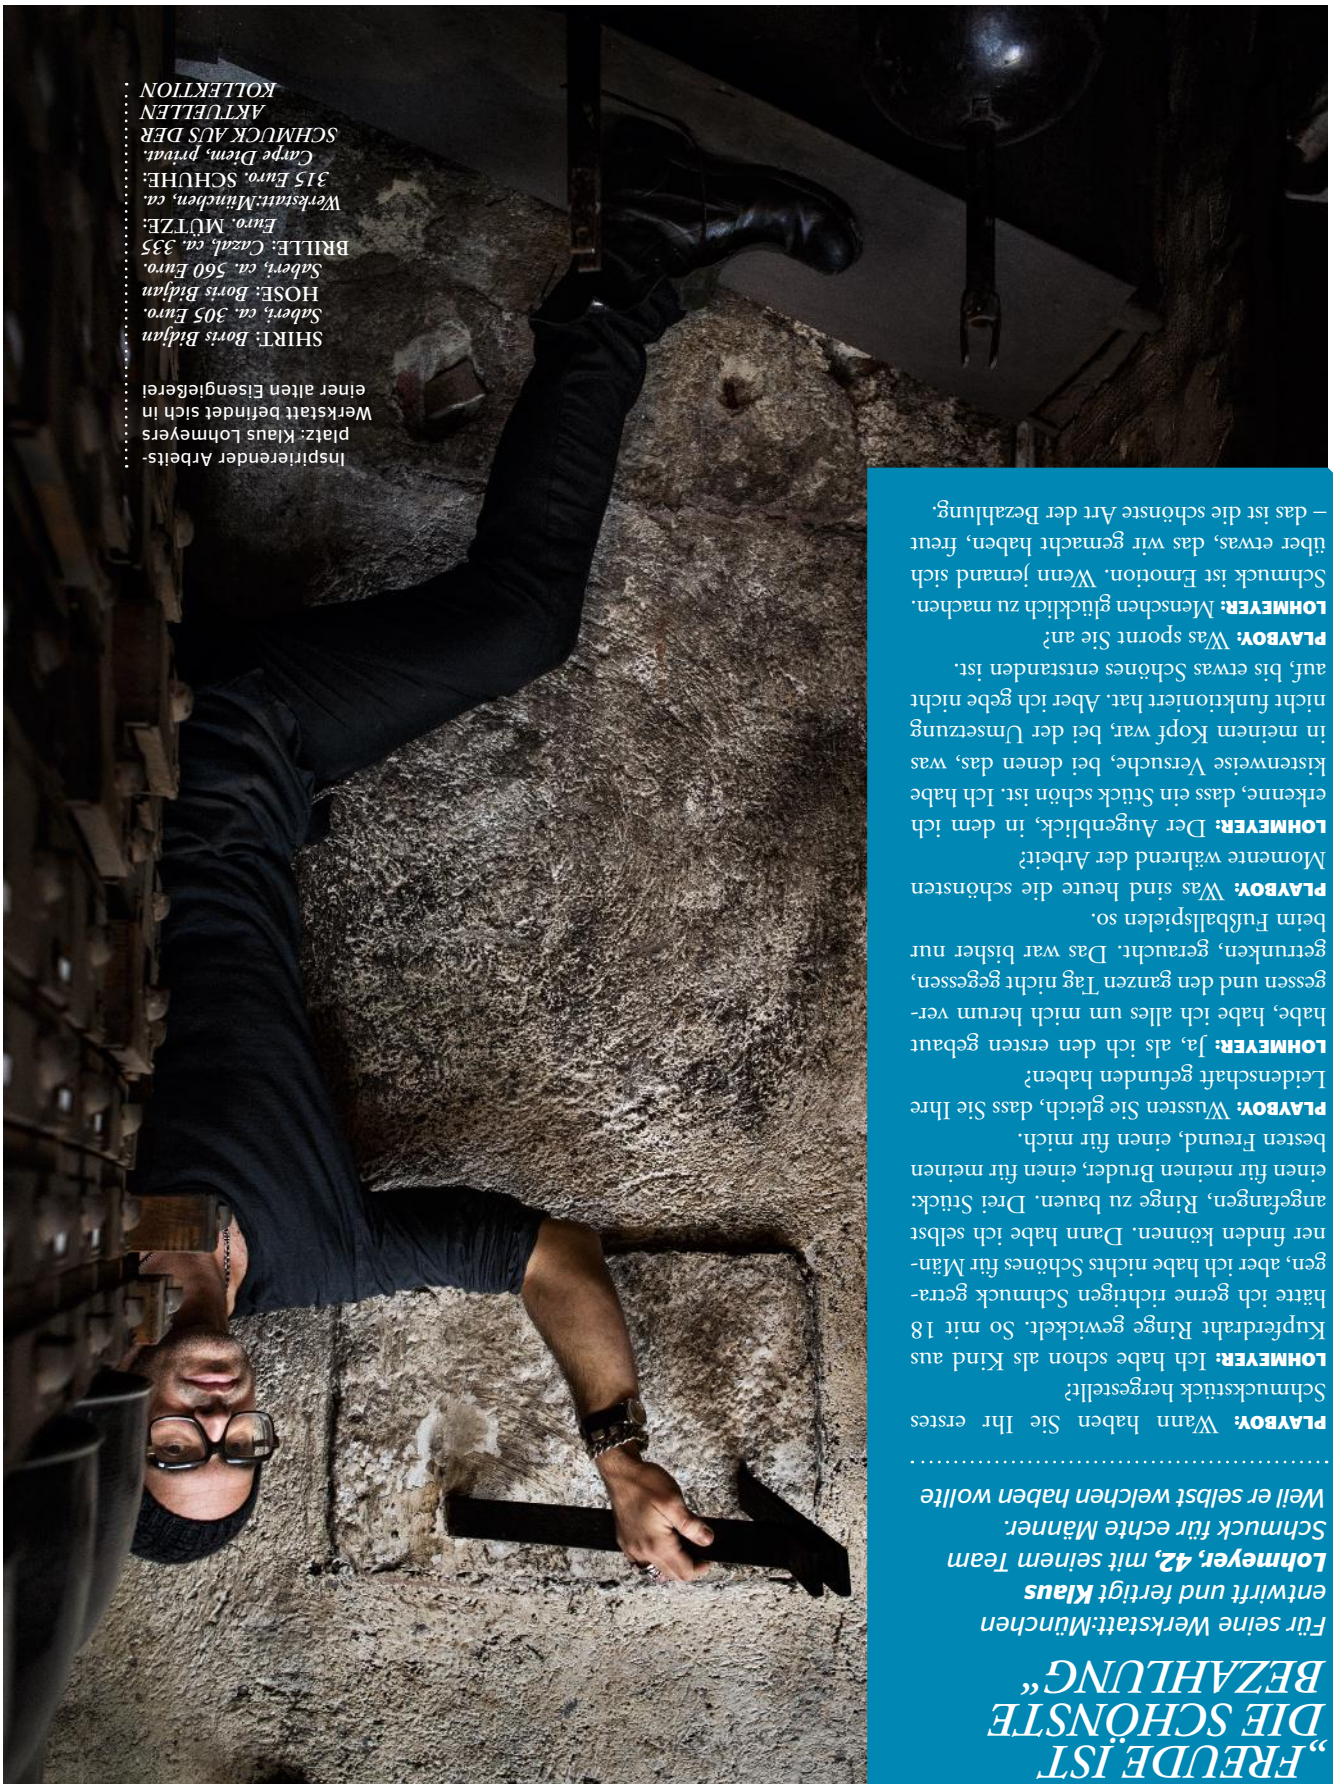 „FREUDE IST
DIE SCHÖNSTE
BEZAHLUNG“
Für seine Werkstatt:München
entwirft und fertigt Klaus
Lohmeyer, 42, mit seinem Team
Schmuck für echte Männer.
Weil er selbst welchen haben wollte
PLAYBOY: Wann haben Sie Ihr erstes
Schmuckstück hergestellt?
LOHMEYER: Ich habe schon als Kind aus
Kupferdraht Ringe gewickelt. So mit 18
hätte ich gerne richtigen Schmuck getra-
gen, aber ich habe nichts Schönes für Män-
ner finden können. Dann habe ich selbst
angefangen, Ringe zu bauen. Drei Stück:
einen für meinen Bruder, einen für meinen
besten Freund, einen für mich.
PLAYBOY: Wussten Sie gleich, dass Sie Ihre
Leidenschaft gefunden haben?
LOHMEYER: Ja, als ich den ersten gebaut
habe, habe ich alles um mich herum ver-
gessen und den ganzen Tag nicht gegessen,
getrunken, geraucht. Das war bisher nur
beim Fußballspielen so.
PLAYBOY: Was sind heute die schönsten
Momente während der Arbeit?
LOHMEYER: Der Augenblick, in dem ich
erkenne, dass ein Stück schön ist. Ich habe
kistenweise Versuche, bei denen das, was
in meinem Kopf war, bei der Umsetzung
nicht funktioniert hat. Aber ich gebe nicht
auf, bis etwas Schönes entstanden ist.
PLAYBOY: Was spornt Sie an?
LOHMEYER: Menschen glücklich zu machen.
Schmuck ist Emotion. Wenn jemand sich
über etwas, das wir gemacht haben, freut
– das ist die schönste Art der Bezahlung.
Inspirierender Arbeits-
platz: Klaus Lohmeyers
Werkstatt befindet sich in
einer alten Eisengießerei
SHIRT: Boris Bidjan
Saberi, ca. 305 Euro.
HOSE: Boris Bidjan
Saberi, ca. 560 Euro.
BRILLE: Cazal, ca. 335
Euro. MÜTZE:
Werkstatt:München, ca.
315 Euro. SCHUHE:
Carpe Diem, privat.
SCHMUCK AUS DER
AKTUELLEN
KOLLEKTION